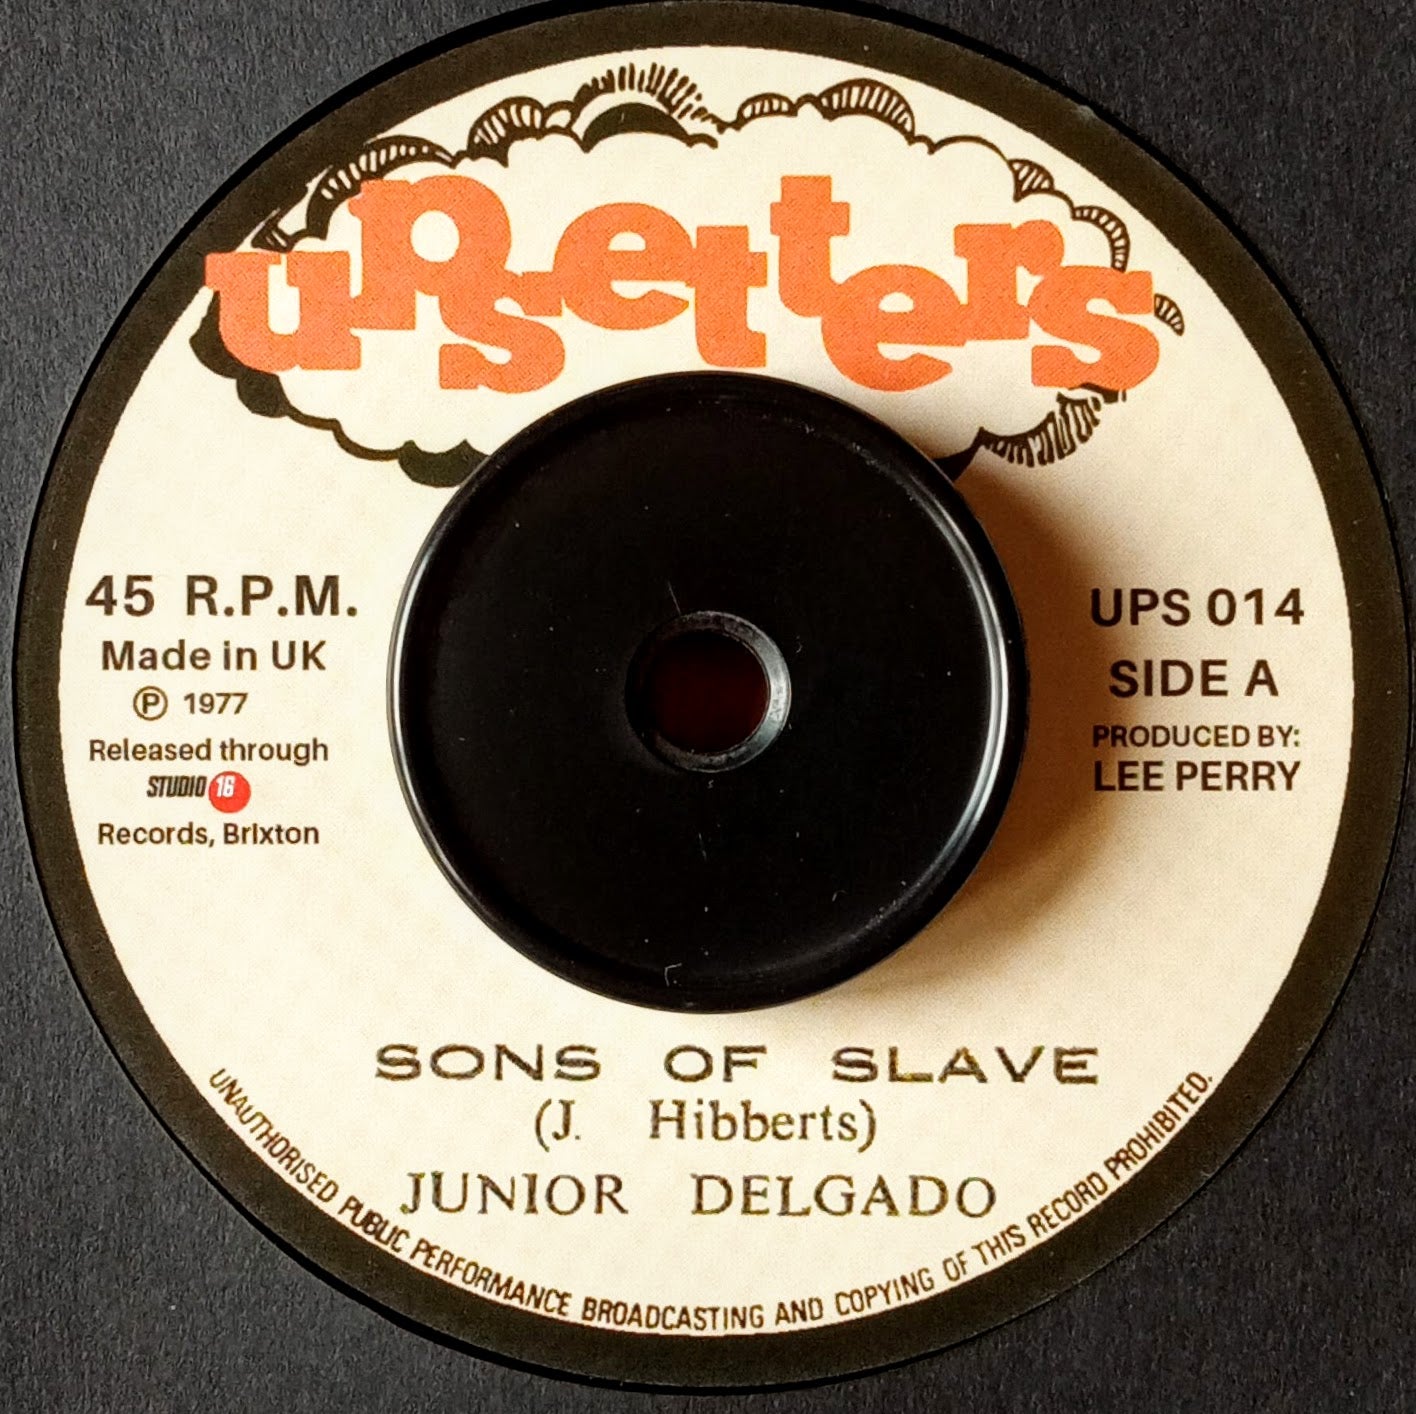 upsetters
45 R.P.M.
Made in UK
Ⓟ 1977
Released through
STUDIO 16
Records, Brixton
UPS 014
SIDE A
PRODUCED BY:
LEE PERRY
SONS OF SLAVE
(J. Hibberts)
JUNIOR DELGADO
UNAUTHORISED PUBLIC PERFORMANCE BROADCASTING AND COPYING OF THIS RECORD PROHIBITED.